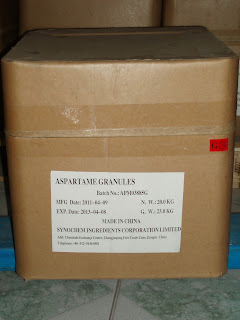 ASPARTAME GRANULES
Batch No.: APM1030SG
MFG Date: 2011-04-09 N. W.: 20.0 KG
EXP. Date: 2013-04-08 G. W.: 23.0 KG
MADE IN CHINA
SYNOCHEM INGREDIENTS CORPORATION LIMITED